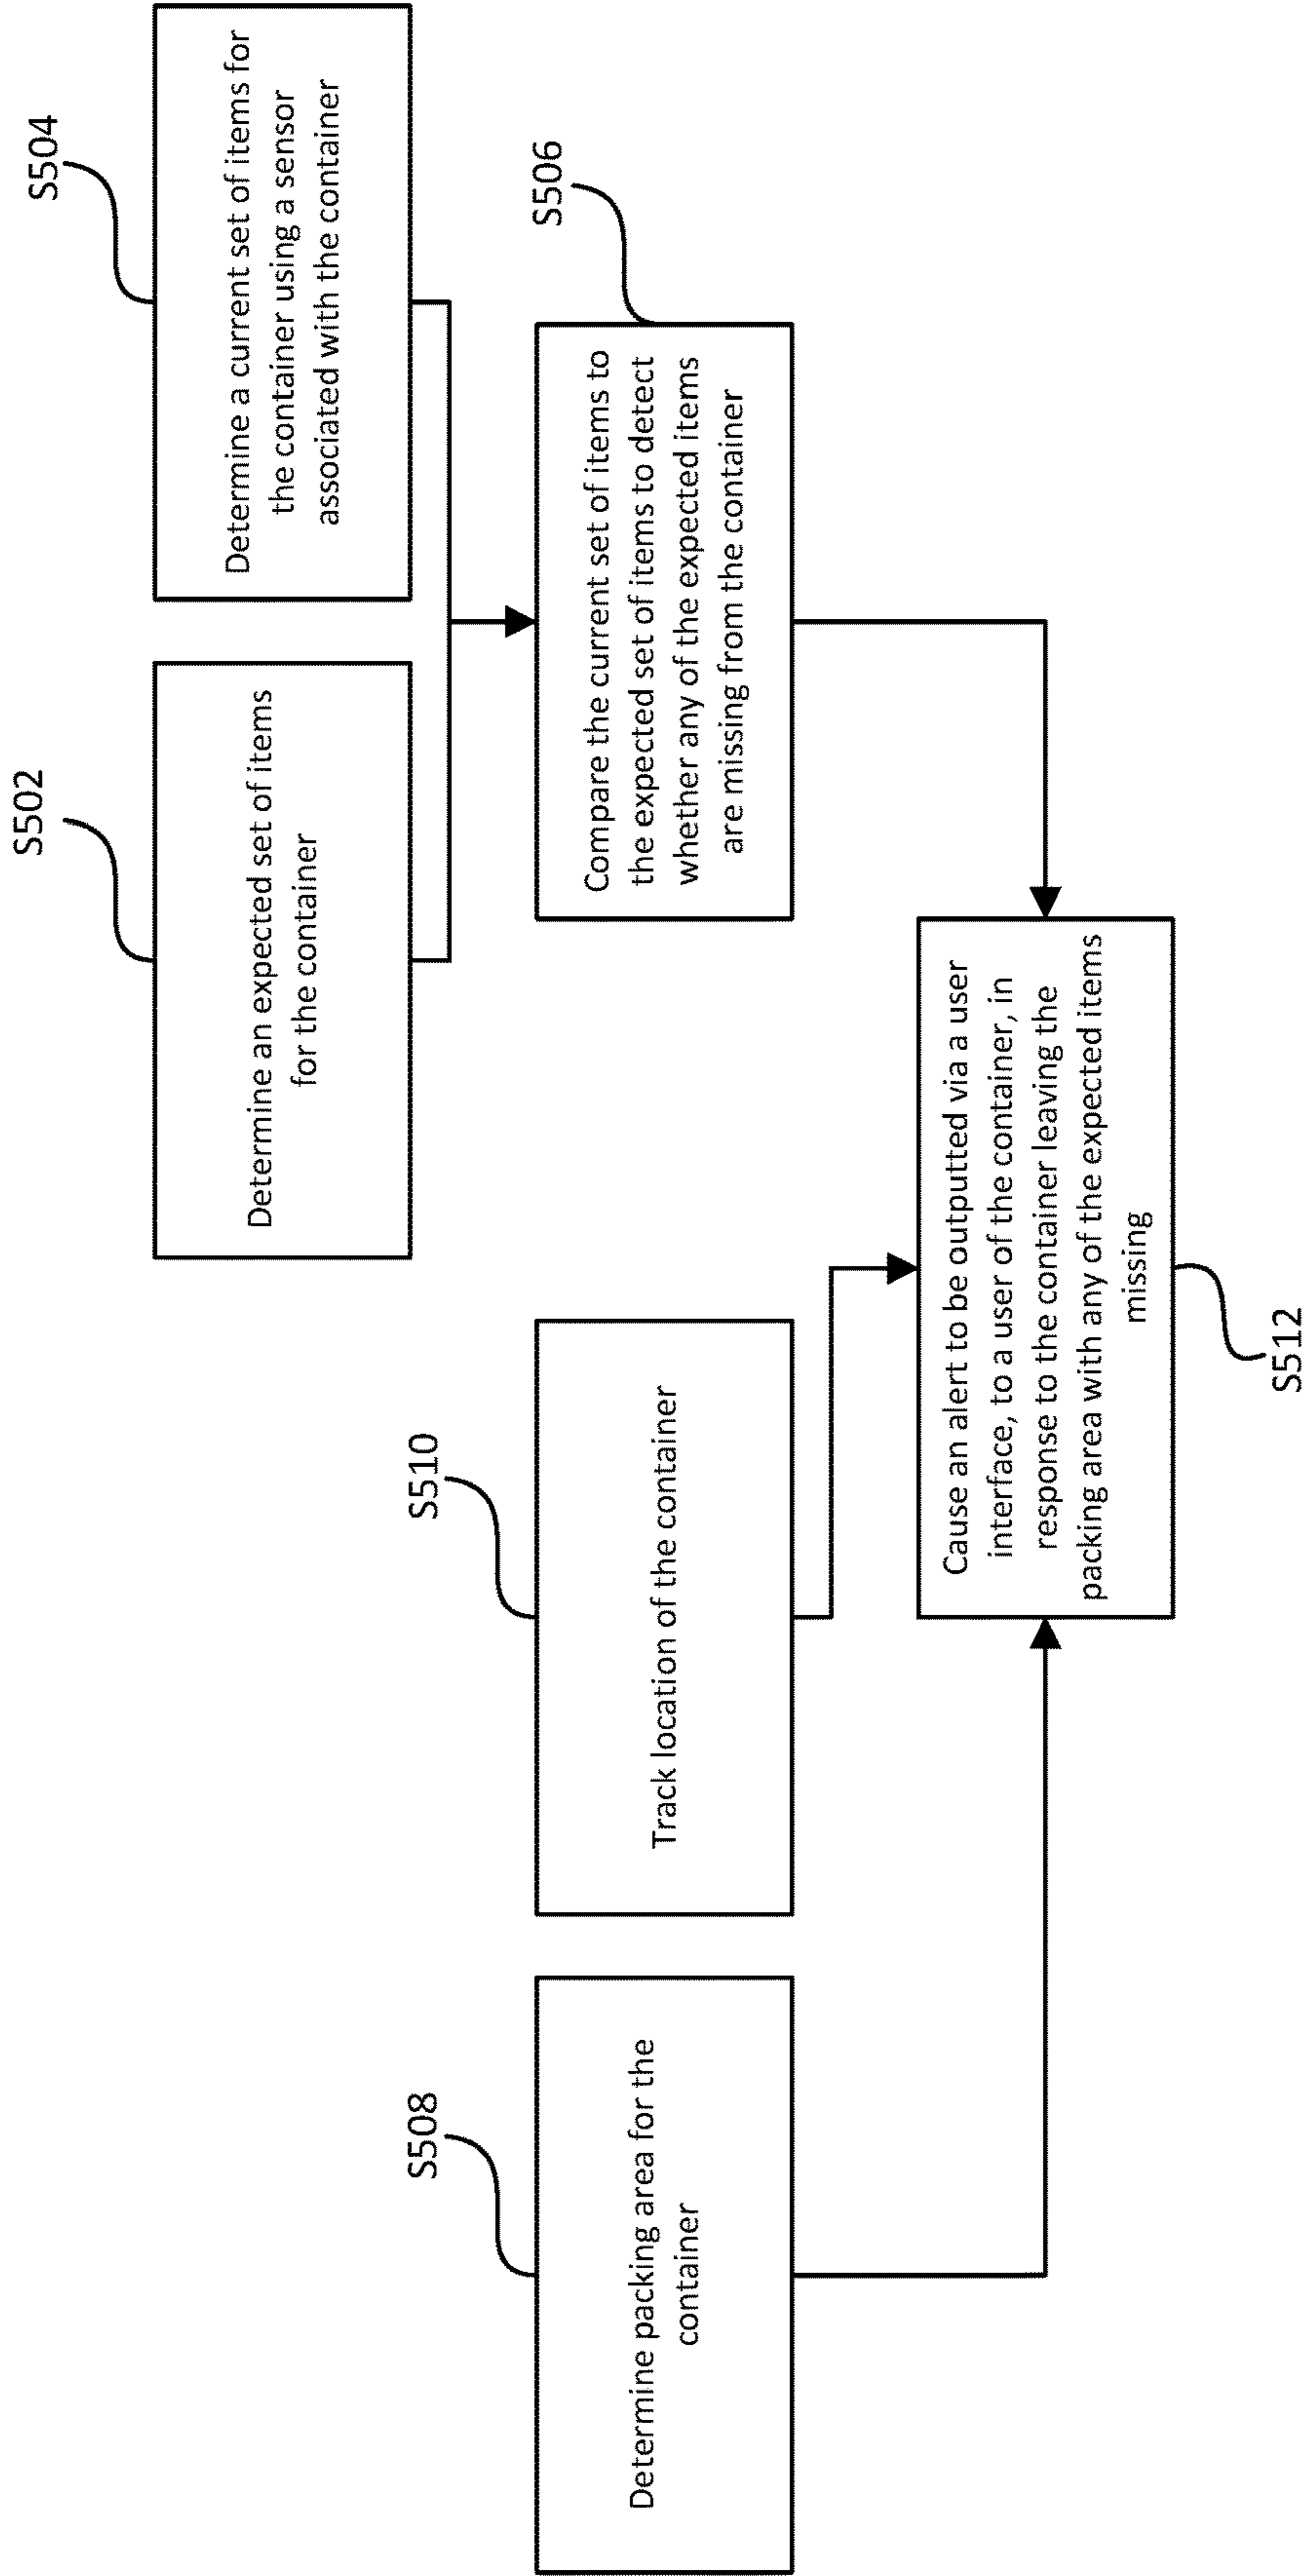 S502
Determine an expected set of items
for the container
S504
Determine a current set of items for
the container using a sensor
associated with the container
S508
Determine packing area for the
container
S510
Track location of the container
S506
Compare the current set of items to
the expected set of items to detect
whether any of the expected items
are missing from the container
Cause an alert to be outputted via a user
interface, to a user of the container, in
response to the container leaving the
packing area with any of the expected items
missing
S512